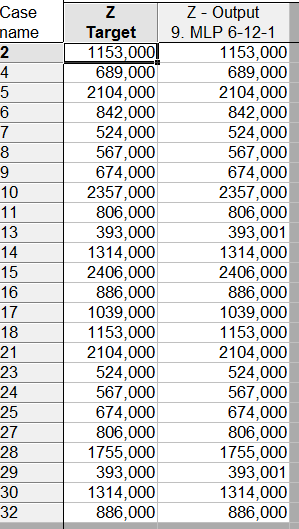 Case Z Z - Output
name Target 9. MLP 6-12-1
2 1153,000 1153,000
4 689,000 689,000
5 2104,000 2104,000
6 842,000 842,000
7 524,000 524,000
8 567,000 567,000
9 674,000 674,000
10 2357,000 2357,000
11 806,000 806,000
13 393,000 393,001
14 1314,000 1314,000
15 2406,000 2406,000
16 886,000 886,000
17 1039,000 1039,000
18 1153,000 1153,000
21 2104,000 2104,000
23 524,000 524,000
24 567,000 567,000
25 674,000 674,000
27 806,000 806,000
28 1755,000 1755,000
29 393,000 393,001
30 1314,000 1314,000
32 886,000 886,000